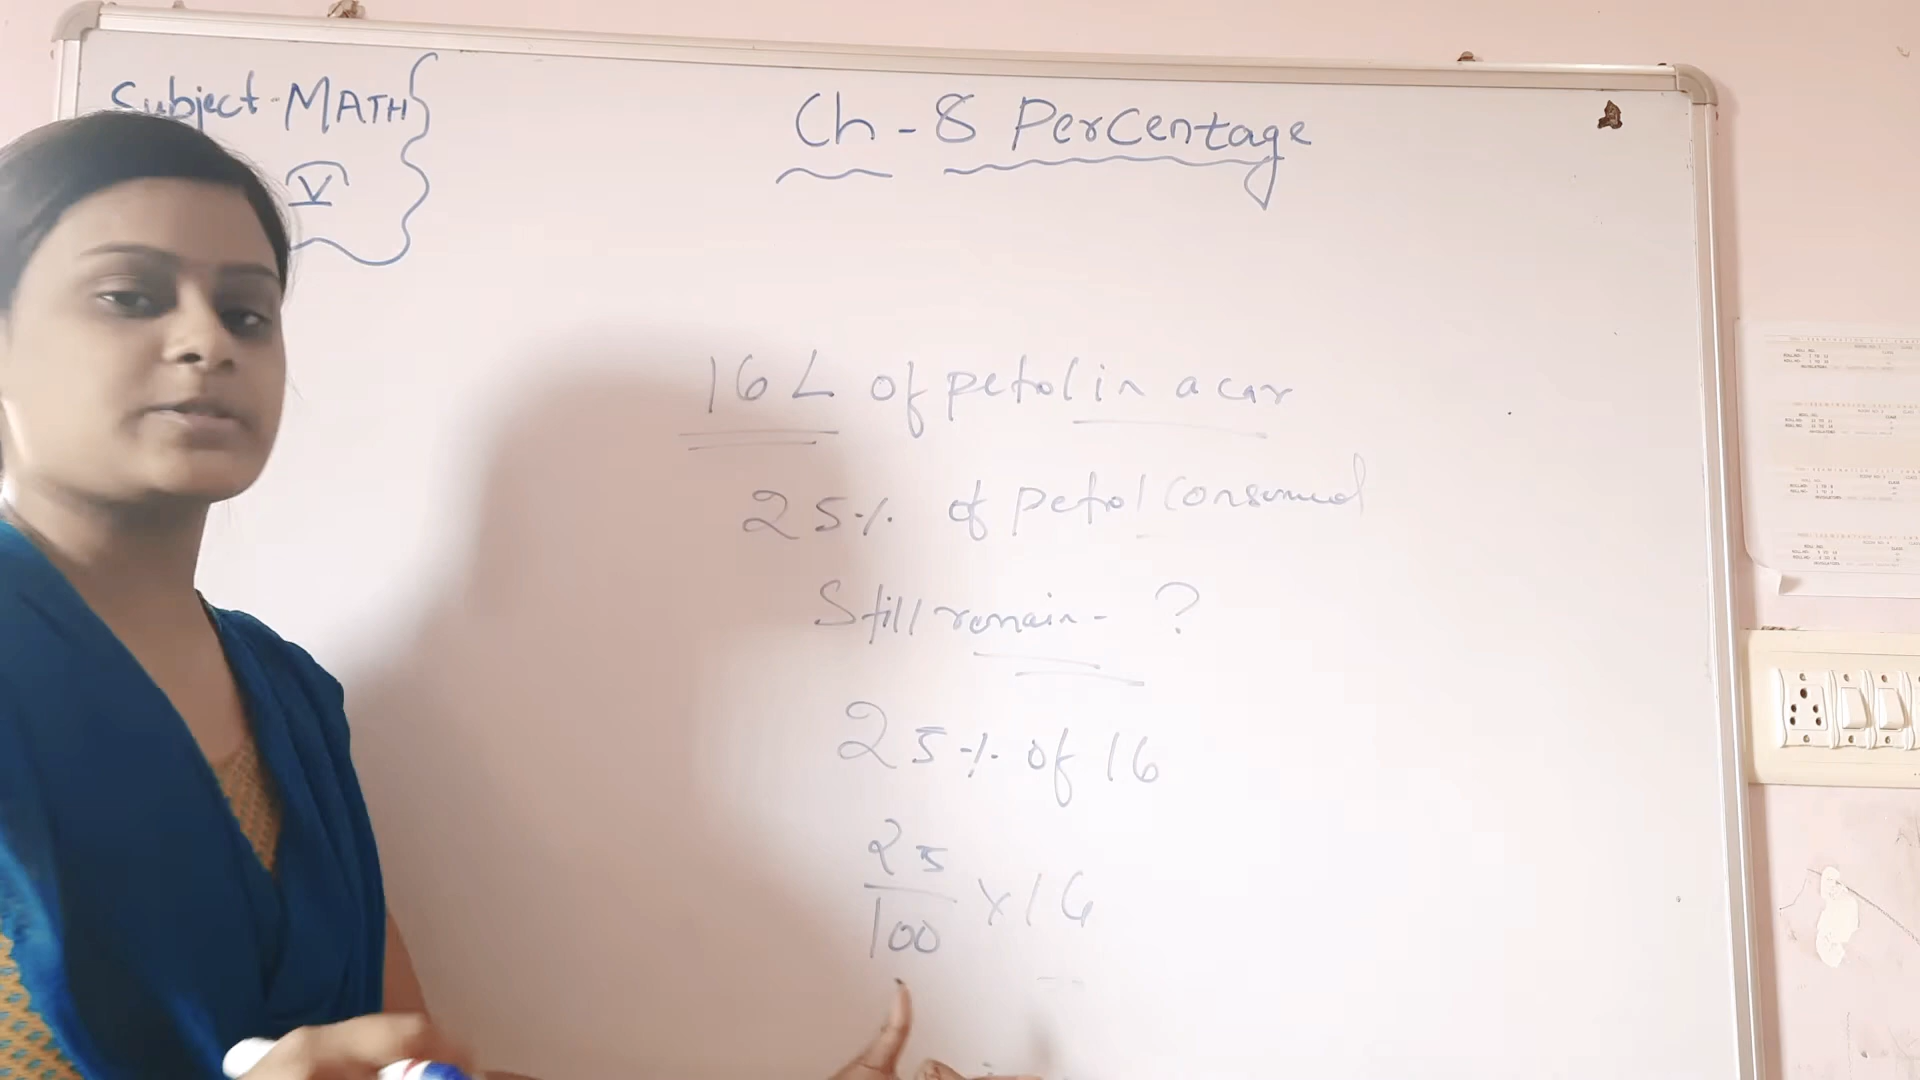 Subject-MATH
V
Ch-8 Percentage
16 L of petol in a car
25% of petol consumed
Still remain- ?
25% of 16
25
100 x16